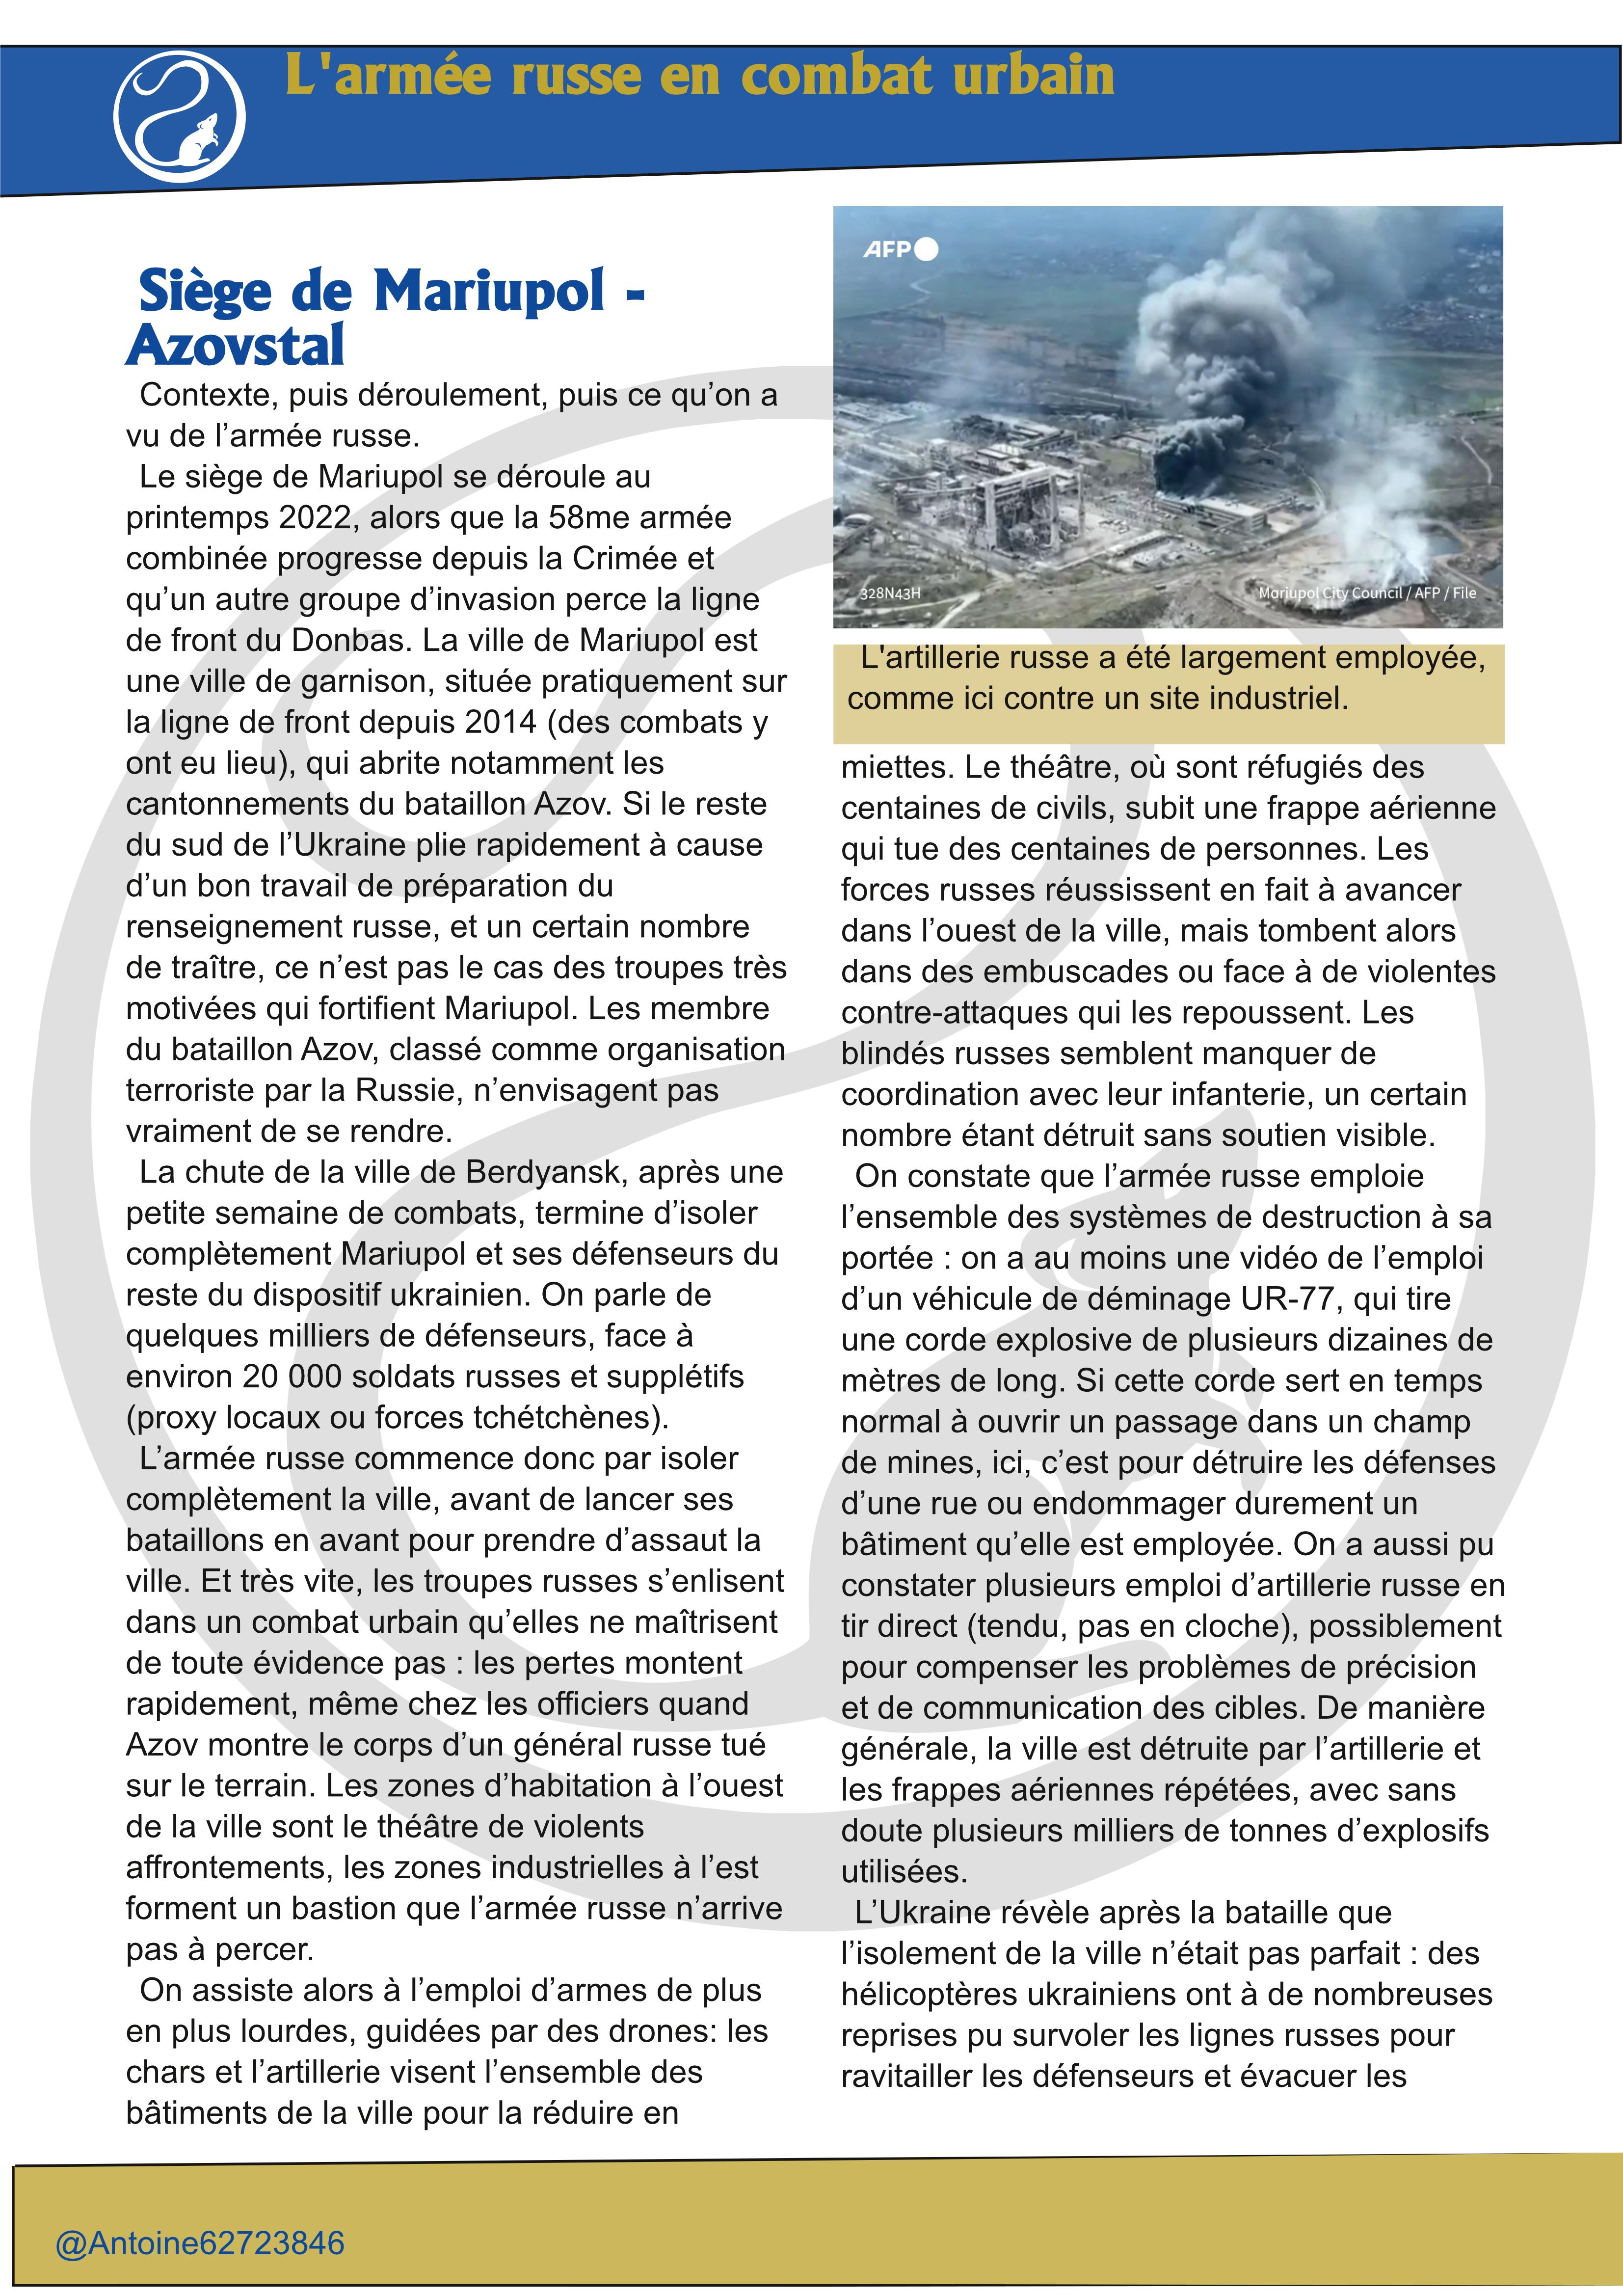 L'armée russe en combat urbain
Siège de Mariupol -
Azovstal
Contexte, puis déroulement, puis ce qu’on a
vu de l’armée russe.
Le siège de Mariupol se déroule au
printemps 2022, alors que la 58me armée
combinée progresse depuis la Crimée et
qu’un autre groupe d’invasion perce la ligne
de front du Donbas. La ville de Mariupol est
une ville de garnison, située pratiquement sur
la ligne de front depuis 2014 (des combats y
ont eu lieu), qui abrite notamment les
cantonnements du bataillon Azov. Si le reste
du sud de l’Ukraine plie rapidement à cause
d’un bon travail de préparation du
renseignement russe, et un certain nombre
de traître, ce n’est pas le cas des troupes très
motivées qui fortifient Mariupol. Les membre
du bataillon Azov, classé comme organisation
terroriste par la Russie, n’envisagent pas
vraiment de se rendre.
La chute de la ville de Berdyansk, après une
petite semaine de combats, termine d’isoler
complètement Mariupol et ses défenseurs du
reste du dispositif ukrainien. On parle de
quelques milliers de défenseurs, face à
environ 20 000 soldats russes et supplétifs
(proxy locaux ou forces tchétchènes).
L’armée russe commence donc par isoler
complètement la ville, avant de lancer ses
bataillons en avant pour prendre d’assaut la
ville. Et très vite, les troupes russes s’enlisent
dans un combat urbain qu’elles ne maîtrisent
de toute évidence pas : les pertes montent
rapidement, même chez les officiers quand
Azov montre le corps d’un général russe tué
sur le terrain. Les zones d’habitation à l’ouest
de la ville sont le théâtre de violents
affrontements, les zones industrielles à l’est
forment un bastion que l’armée russe n’arrive
pas à percer.
On assiste alors à l’emploi d’armes de plus
en plus lourdes, guidées par des drones: les
chars et l’artillerie visent l’ensemble des
bâtiments de la ville pour la réduire en
AFP
328N43H
Mariupol City Council / AFP / File
L'artillerie russe a été largement employée,
comme ici contre un site industriel.
miettes. Le théâtre, où sont réfugiés des
centaines de civils, subit une frappe aérienne
qui tue des centaines de personnes. Les
forces russes réussissent en fait à avancer
dans l’ouest de la ville, mais tombent alors
dans des embuscades ou face à de violentes
contre-attaques qui les repoussent. Les
blindés russes semblent manquer de
coordination avec leur infanterie, un certain
nombre étant détruit sans soutien visible.
On constate que l’armée russe emploie
l’ensemble des systèmes de destruction à sa
portée : on a au moins une vidéo de l’emploi
d’un véhicule de déminage UR-77, qui tire
une corde explosive de plusieurs dizaines de
mètres de long. Si cette corde sert en temps
normal à ouvrir un passage dans un champ
de mines, ici, c’est pour détruire les défenses
d’une rue ou endommager durement un
bâtiment qu’elle est employée. On a aussi pu
constater plusieurs emploi d’artillerie russe en
tir direct (tendu, pas en cloche), possiblement
pour compenser les problèmes de précision
et de communication des cibles. De manière
générale, la ville est détruite par l’artillerie et
les frappes aériennes répétées, avec sans
doute plusieurs milliers de tonnes d’explosifs
utilisées.
L’Ukraine révèle après la bataille que
l’isolement de la ville n’était pas parfait : des
hélicoptères ukrainiens ont à de nombreuses
reprises pu survoler les lignes russes pour
ravitailler les défenseurs et évacuer les
@Antoine62723846